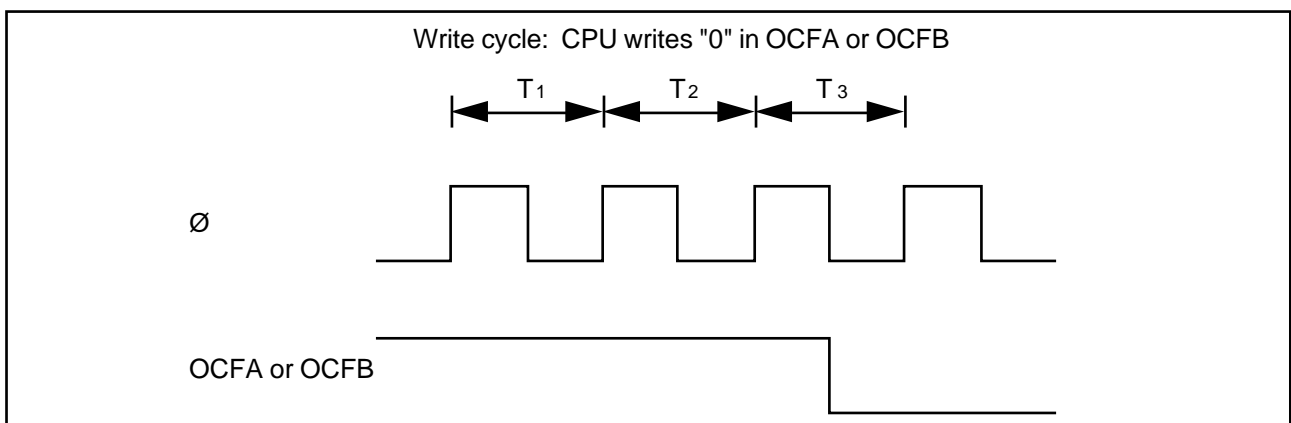 Write cycle: CPU writes "0" in OCFA or OCFB
T1 T2 T3
Ø
OCFA or OCFB